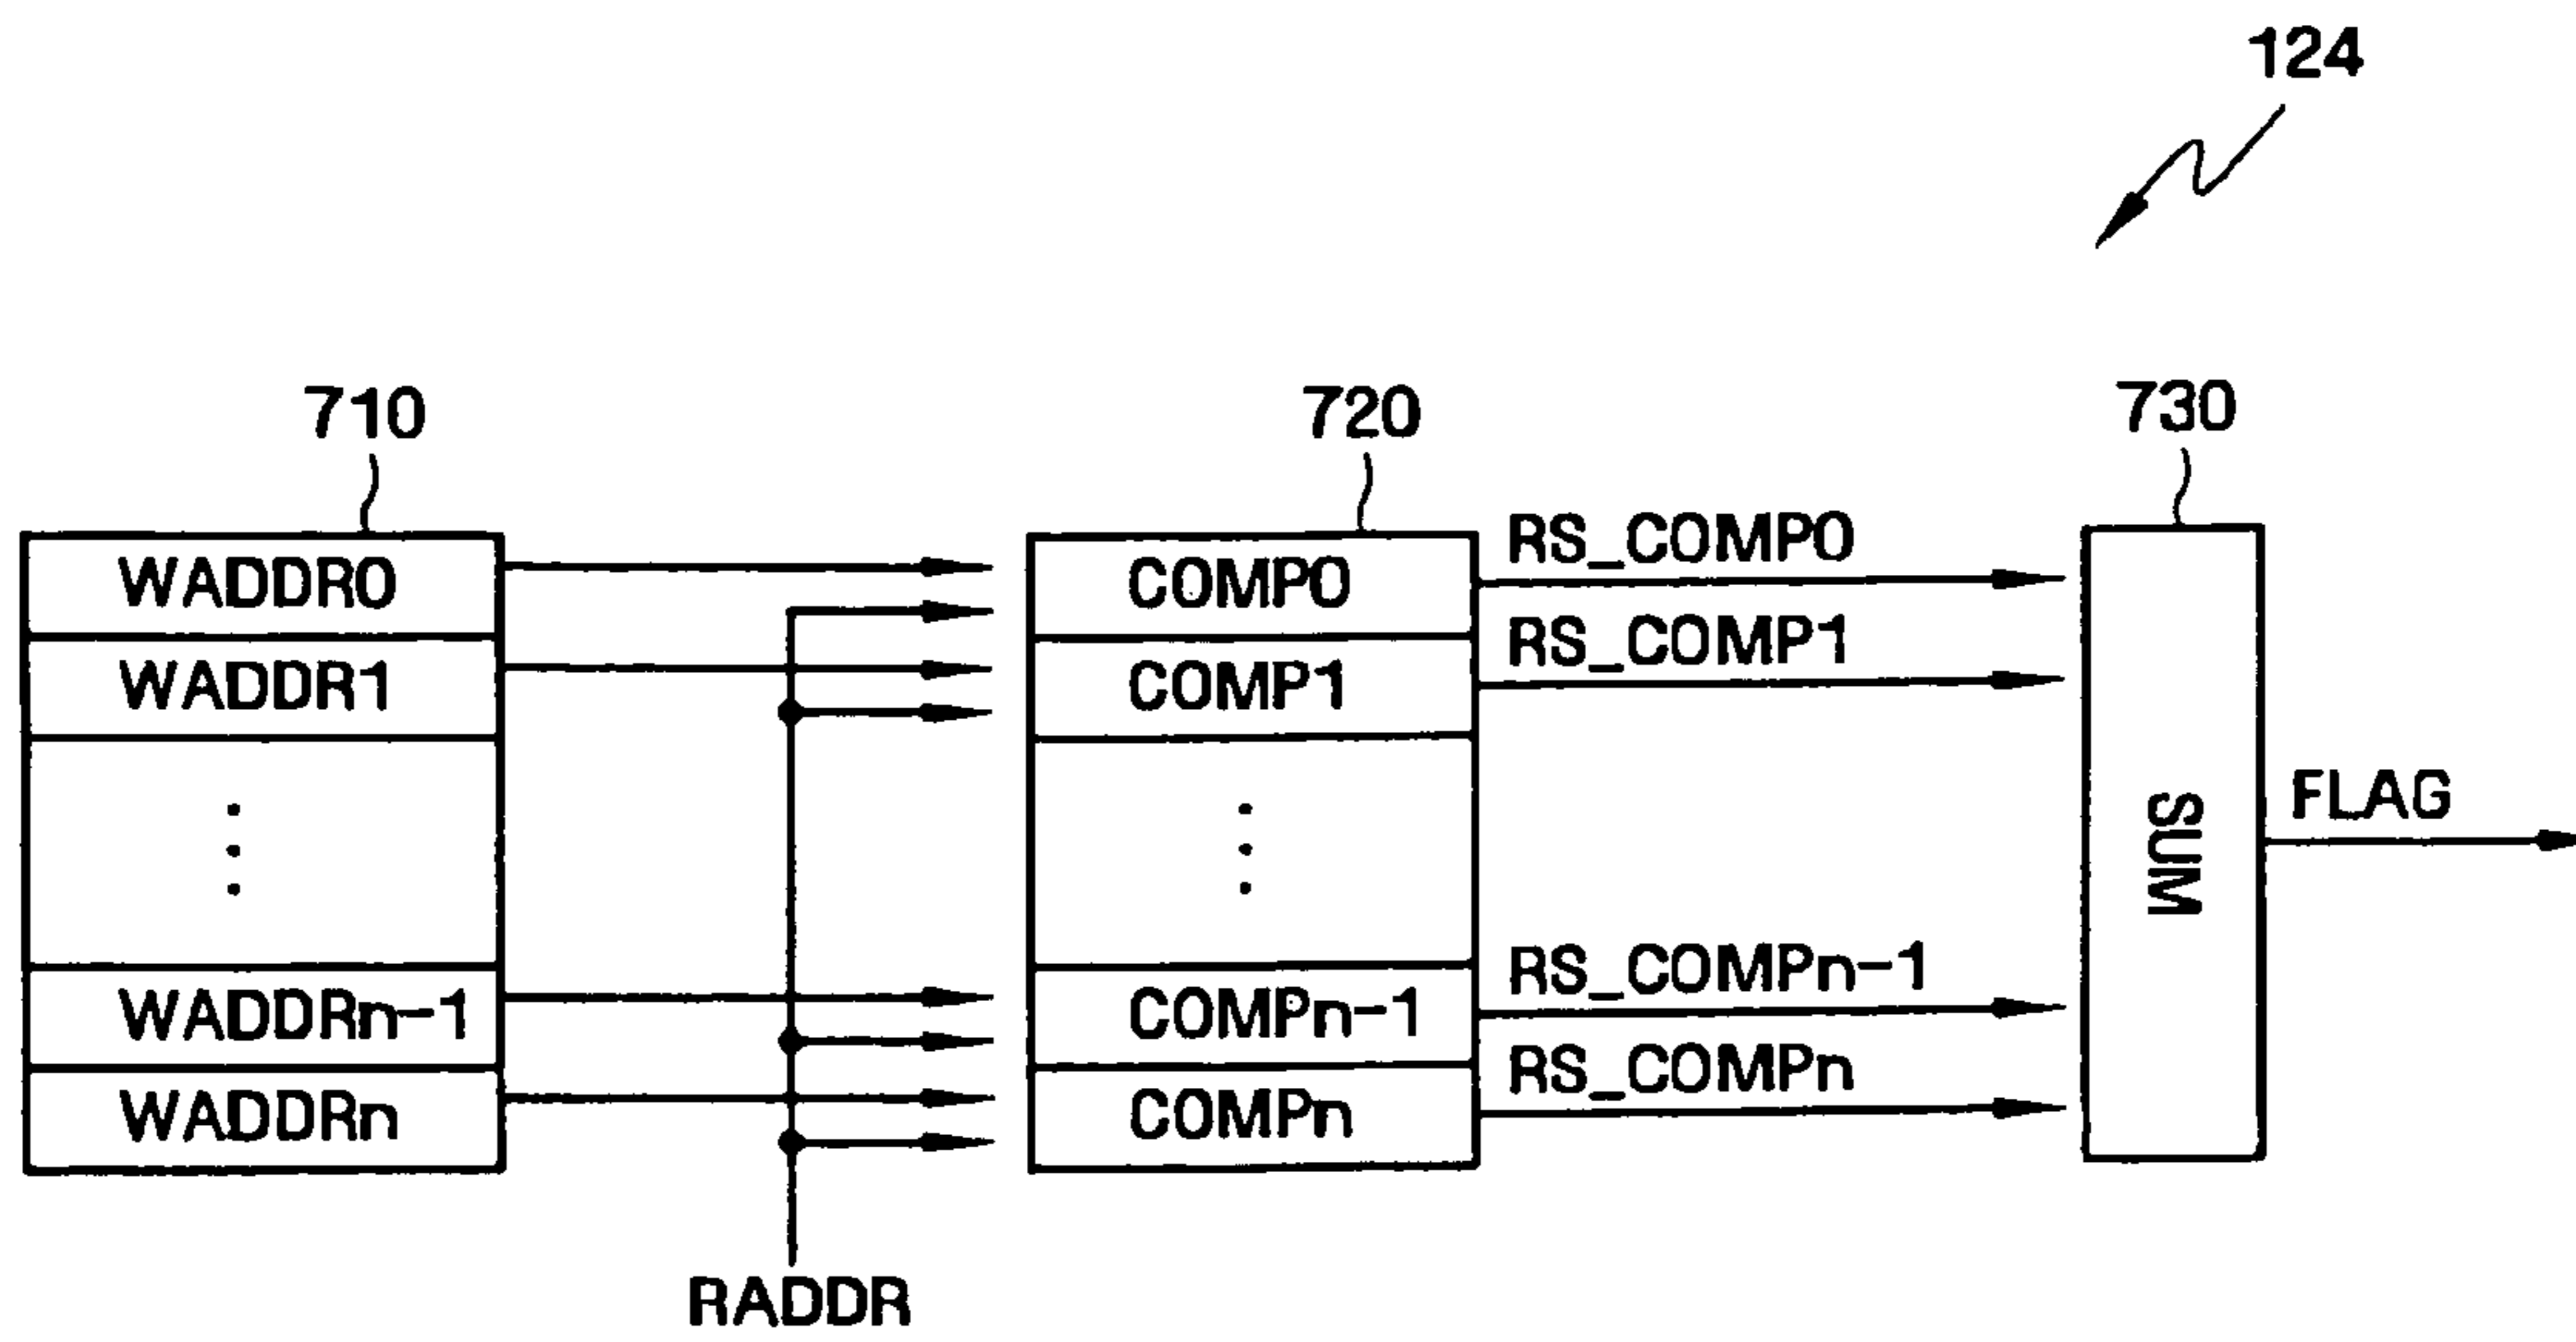 124
710
720
730
WADDR0
WADDR1
WADDRn-1
WADDRn
RADDR
COMP0
COMP1
COMPn-1
COMPn
RS_COMP0
RS_COMP1
RS_COMPn-1
RS_COMPn
SUM
FLAG